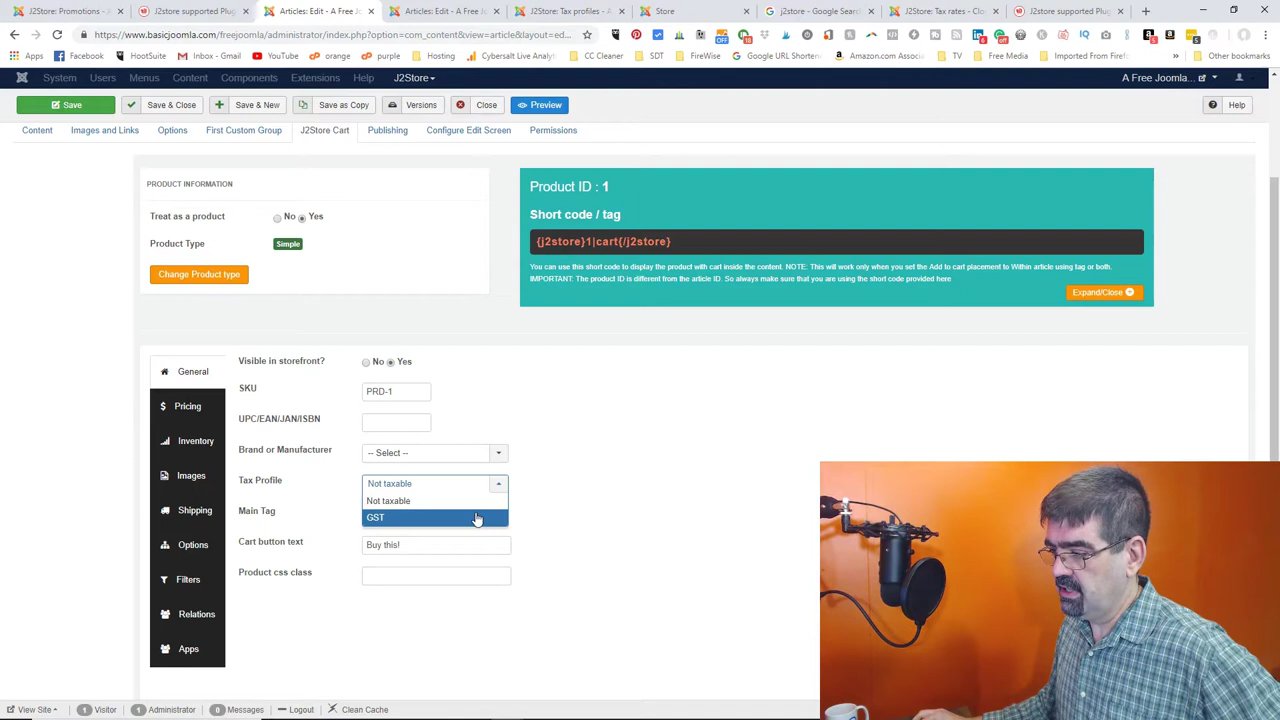 J2Store: Promotions - A
J2store supported Plug
Articles: Edit - A Free Jo
Articles: Edit - A Free Jo
J2Store: Tax profiles - A
Store
j2store - Google Search
J2Store: Tax rates - Clo
J2store supported Plug
https://www.basicjoomla.com/freejoomla/administrator/index.php?option=com_content&view=article&layout=ed...
Apps
HootSuite
Inbox - Gmail
YouTube
orange
orange
Hosting
Cybersalt Live Analy
CC Cleaner
SDT
FireWise
Google URL Shorten
Amazon.com Associ
TV
Free Media
Imported From Firef
Other bookmarks
System Users Menus Content Components Extensions Help J2Store
A Free Joomla...
Save
Save & Close
Save & New
Save as Copy
Versions
Close
Preview
Help
Content
Images and Links
Options
First Custom Group
J2Store Cart
Publishing
Configure Edit Screen
Permissions
PRODUCT INFORMATION
Treat as a product No Yes
Product Type Simple
Change Product type
Product ID : 1
Short code / tag
{j2store}1|cart{/j2store}
You can use this short code to display the product with cart inside the content. NOTE: This will work only when you set the Add to cart placement to Within article using tag or both.
IMPORTANT: The product ID is different from the article ID. So always make sure that you are using the short code provided here
Expand/Close
General
Pricing
Inventory
Images
Shipping
Options
Filters
Relations
Apps
Visible in storefront? No Yes
SKU PRD-1
UPC/EAN/JAN/ISBN
Brand or Manufacturer -- Select --
Tax Profile Not taxable
Not taxable
Main Tag GST
Cart button text Buy this!
Product css class
View Site
1 Visitor
1 Administrator
0 Messages
Logout
Clean Cache